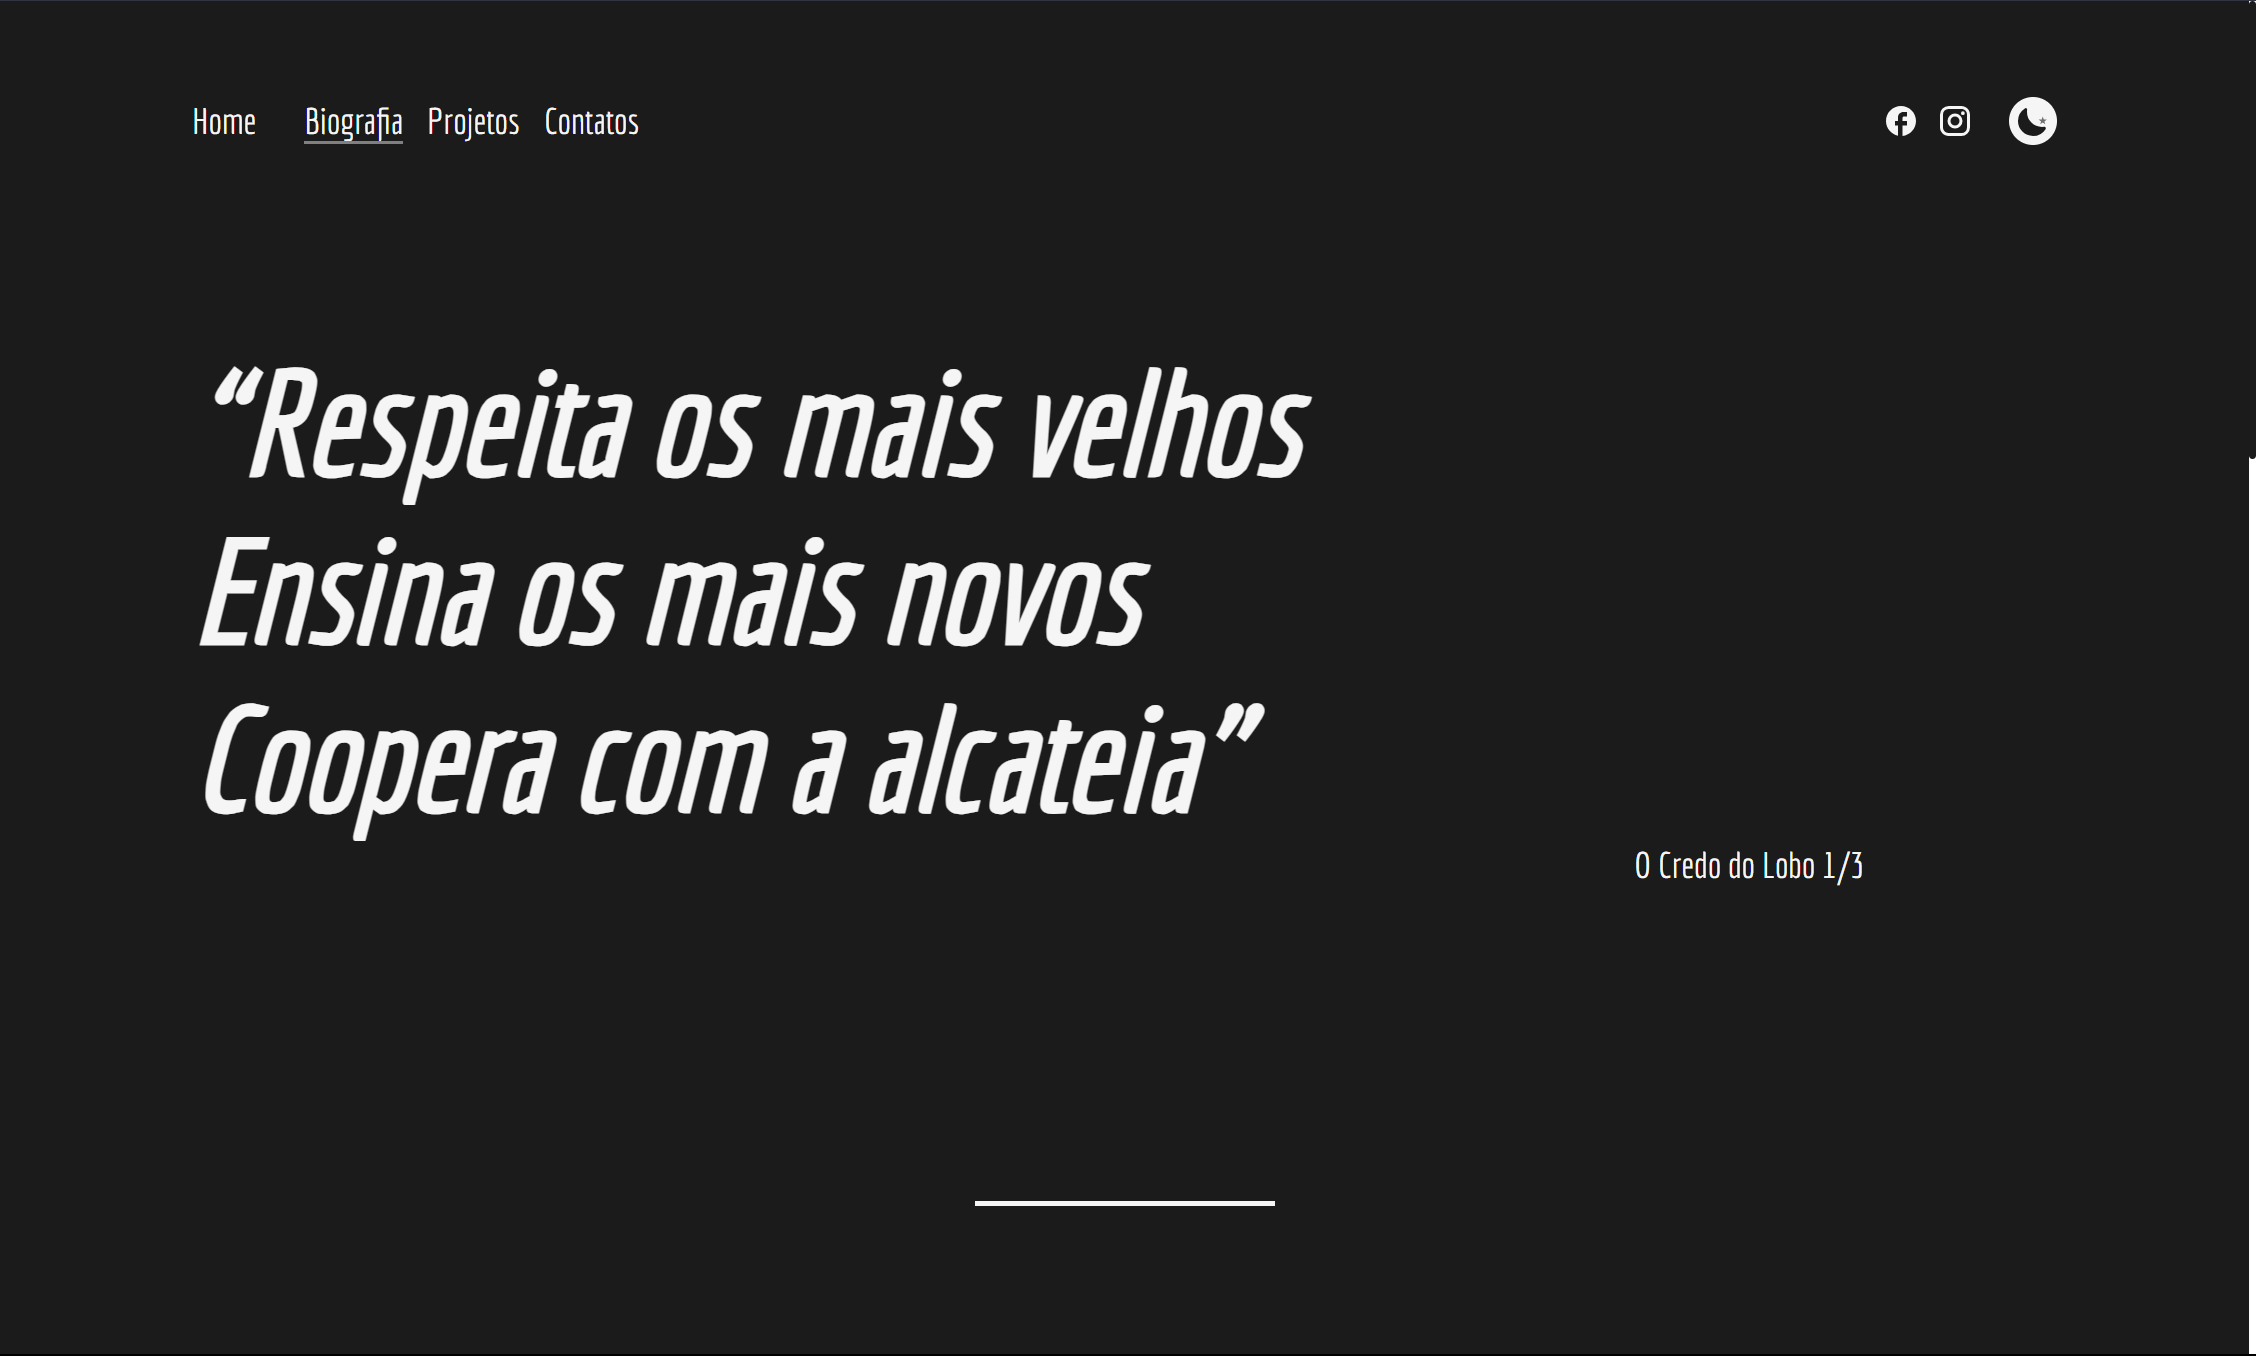 Home Biografia Projetos Contatos
“Respeita os mais velhos
Ensina os mais novos
Coopera com a alcateia”
O Credo do Lobo 1/3